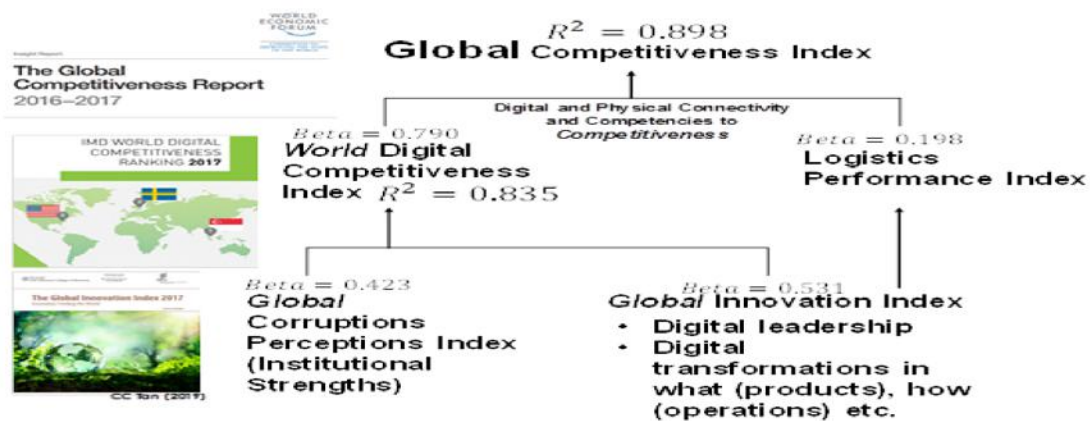 WORLD
ECONOMIC
FORUM
Insight Report
The Global
Competitiveness Report
2016–2017
R² = 0.898
Global Competitiveness Index
Digital and Physical Connectivity
and Competencies to
Competitiveness
IMD WORLD DIGITAL
COMPETITIVENESS
RANKING 2017
Beta = 0.790
World Digital
Competitiveness
Index R² = 0.835
Beta = 0.198
Logistics
Performance Index
The Global Innovation Index 2017
CC Tan (2019)
Beta = 0.423
Global
Corruptions
Perceptions Index
(Institutional
Strengths)
Beta = 0.531
Global Innovation Index
• Digital leadership
• Digital
transformations in
what (products), how
(operations) etc.